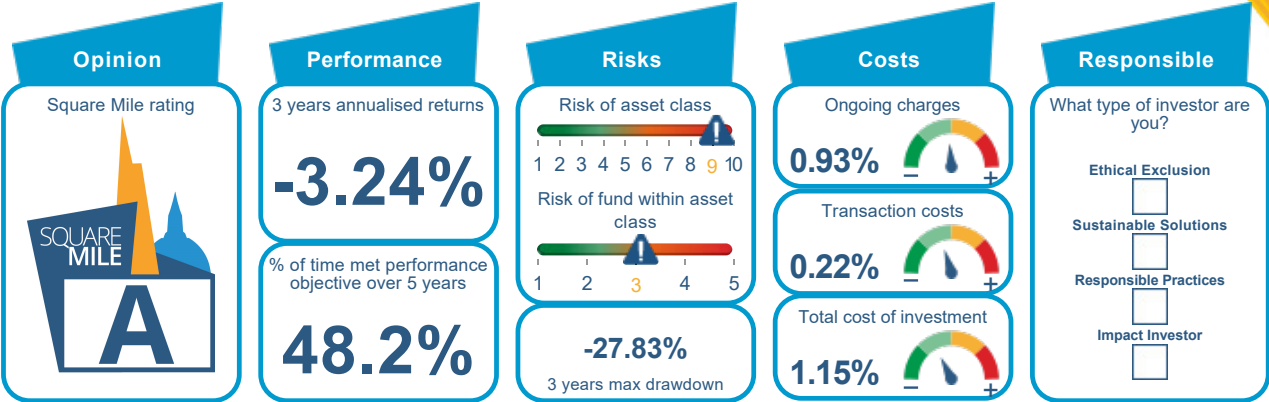 Opinion
Square Mile rating
SQUARE
MILE
A
Performance
3 years annualised returns
-3.24%
% of time met performance
objective over 5 years
48.2%
Risks
Risk of asset class
1 2 3 4 5 6 7 8 9 10
Risk of fund within asset
class
1 2 3 4 5
-27.83%
3 years max drawdown
Costs
Ongoing charges
0.93%
– +
Transaction costs
0.22%
– +
Total cost of investment
1.15%
– +
Responsible
What type of investor are
you?
Ethical Exclusion
Sustainable Solutions
Responsible Practices
Impact Investor